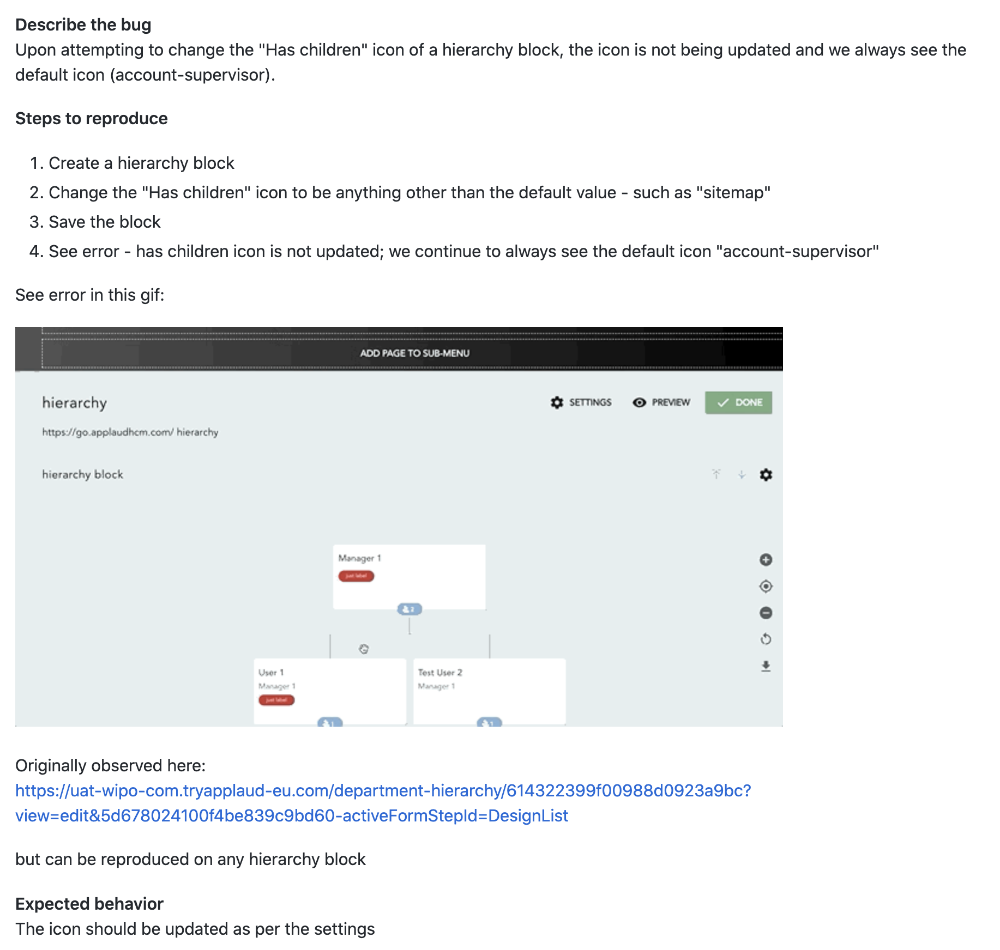 Describe the bug
Upon attempting to change the "Has children" icon of a hierarchy block, the icon is not being updated and we always see the
default icon (account-supervisor).
Steps to reproduce
1. Create a hierarchy block
2. Change the "Has children" icon to be anything other than the default value - such as "sitemap"
3. Save the block
4. See error - has children icon is not updated; we continue to always see the default icon "account-supervisor"
See error in this gif:
ADD PAGE TO SUB-MENU
hierarchy
SETTINGS
PREVIEW
DONE
https://go.applaudhcm.com/ hierarchy
hierarchy block
Manager 1
just label
2
User 1
Manager 1
just label
1
Test User 2
Manager 1
1
Originally observed here:
https://uat-wipo-com.tryapplaud-eu.com/department-hierarchy/614322399f00988d0923a9bc?
view=edit&5d678024100f4be839c9bd60-activeFormStepId=DesignList
but can be reproduced on any hierarchy block
Expected behavior
The icon should be updated as per the settings